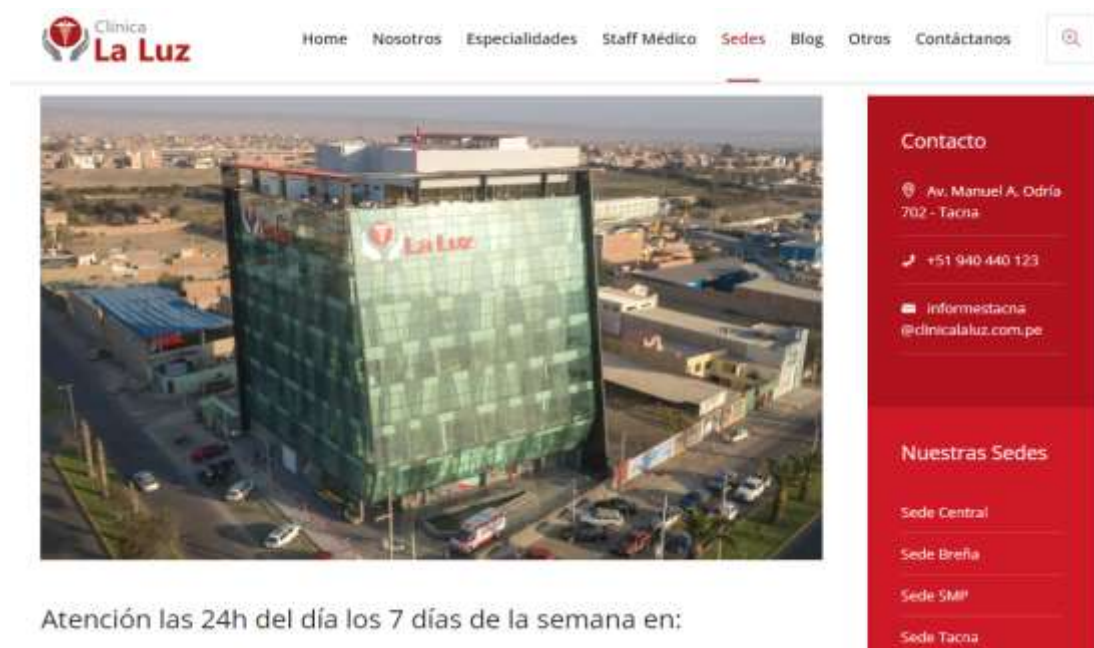 Clínica
La Luz
Home Nosotros Especialidades Staff Médico Sedes Blog Otros Contáctanos
La Luz
Contacto
Av. Manuel A. Odría
702 - Tacna
+51 940 440 123
informestacna
@clinicalaluz.com.pe
Nuestras Sedes
Sede Central
Sede Breña
Sede SMP
Sede Tacna
Atención las 24h del día los 7 días de la semana en: